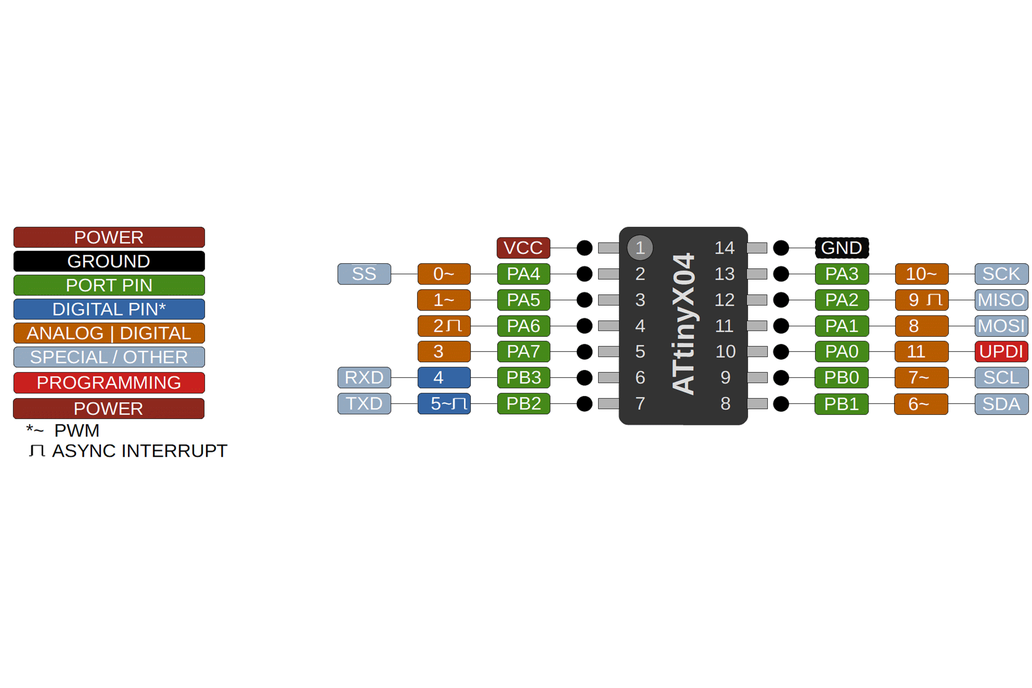 POWER
GROUND
PORT PIN
DIGITAL PIN*
ANALOG | DIGITAL
SPECIAL / OTHER
PROGRAMMING
POWER
*~ PWM
ASYNC INTERRUPT
VCC 1 14 GND
SS 0~ PA4 2 13 PA3 10~ SCK
1~ PA5 3 12 PA2 9 MISO
2 PA6 4 11 PA1 8 MOSI
3 PA7 5 10 PA0 11 UPDI
RXD 4 PB3 6 9 PB0 7~ SCL
TXD 5~ PB2 7 8 PB1 6~ SDA
ATtinyX04